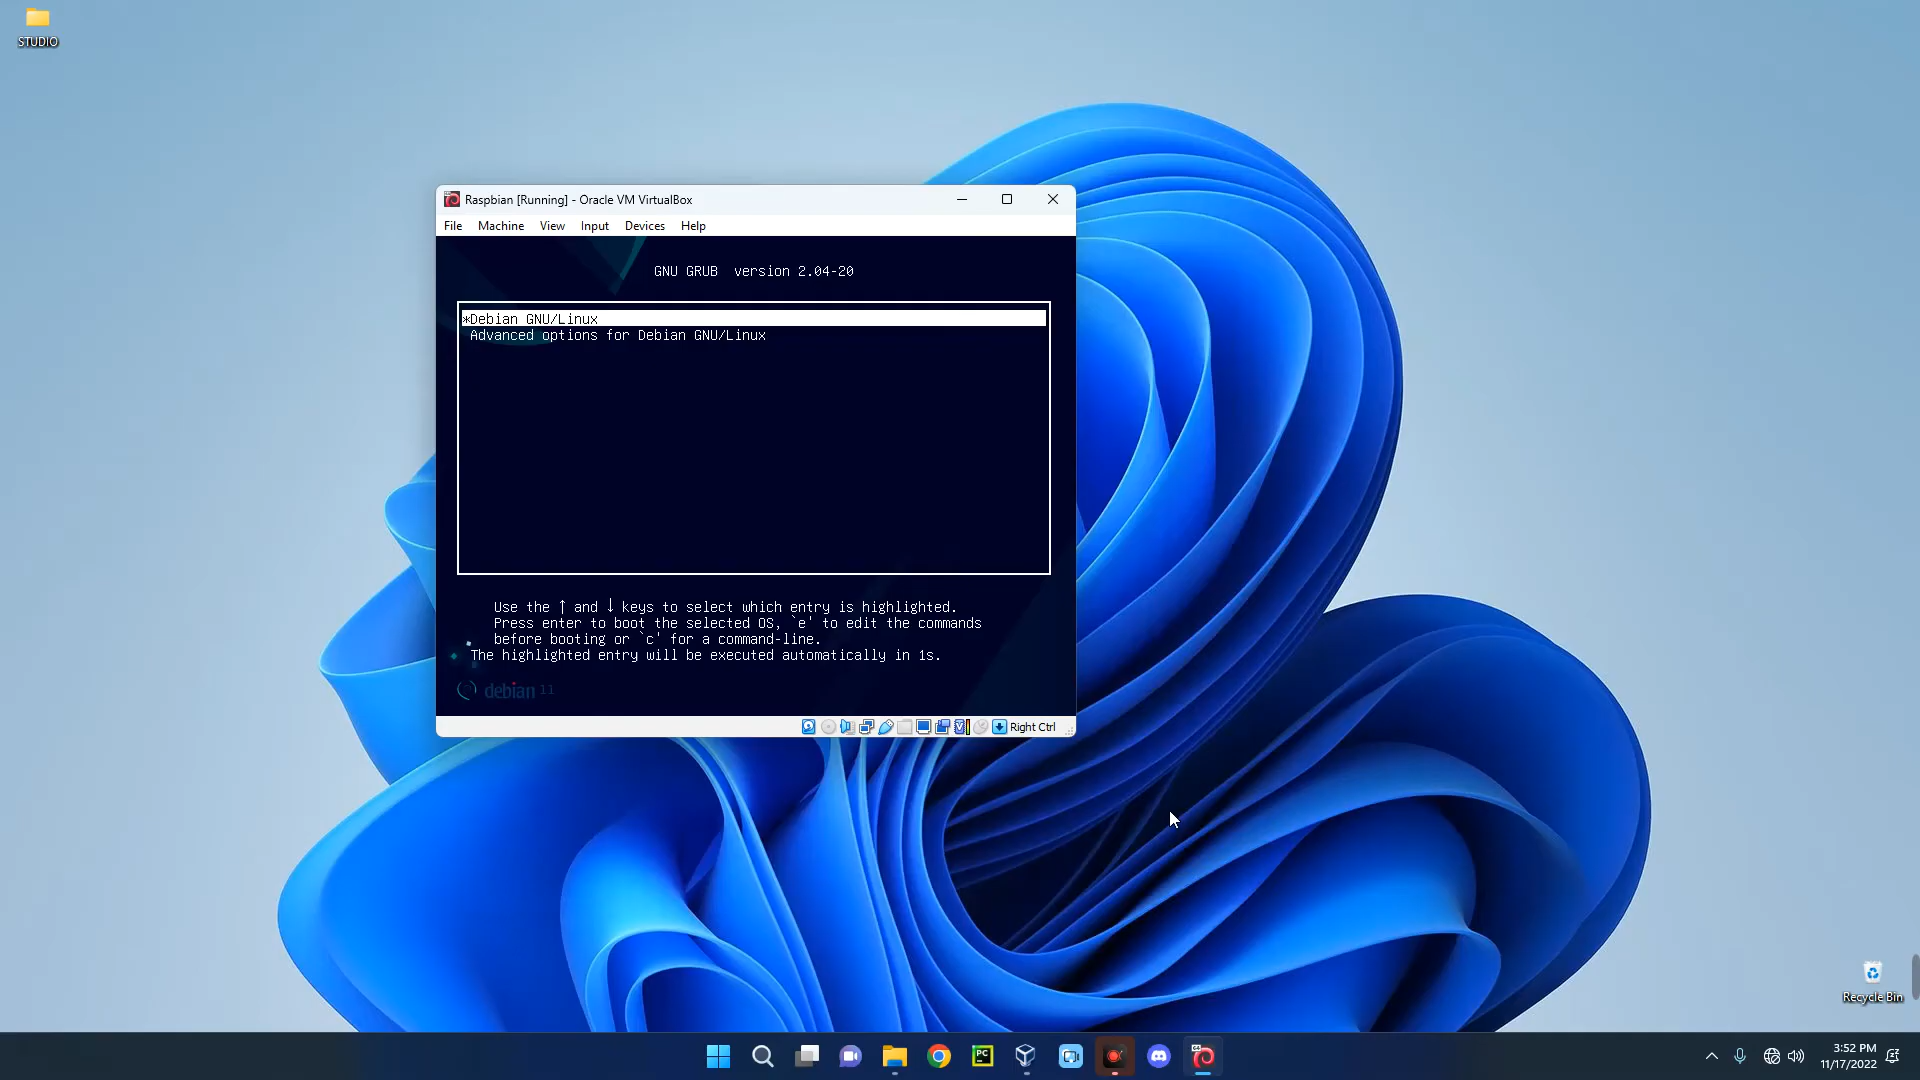 STUDIO
Raspbian [Running] - Oracle VM VirtualBox
File Machine View Input Devices Help
GNU GRUB version 2.04-20
*Debian GNU/Linux
Advanced options for Debian GNU/Linux
Use the ↑ and ↓ keys to select which entry is highlighted.
Press enter to boot the selected OS, `e' to edit the commands
before booting or `c' for a command-line.
The highlighted entry will be executed automatically in 1s.
debian 11
Right Ctrl
Recycle Bin
PC
64
3:52 PM
11/17/2022